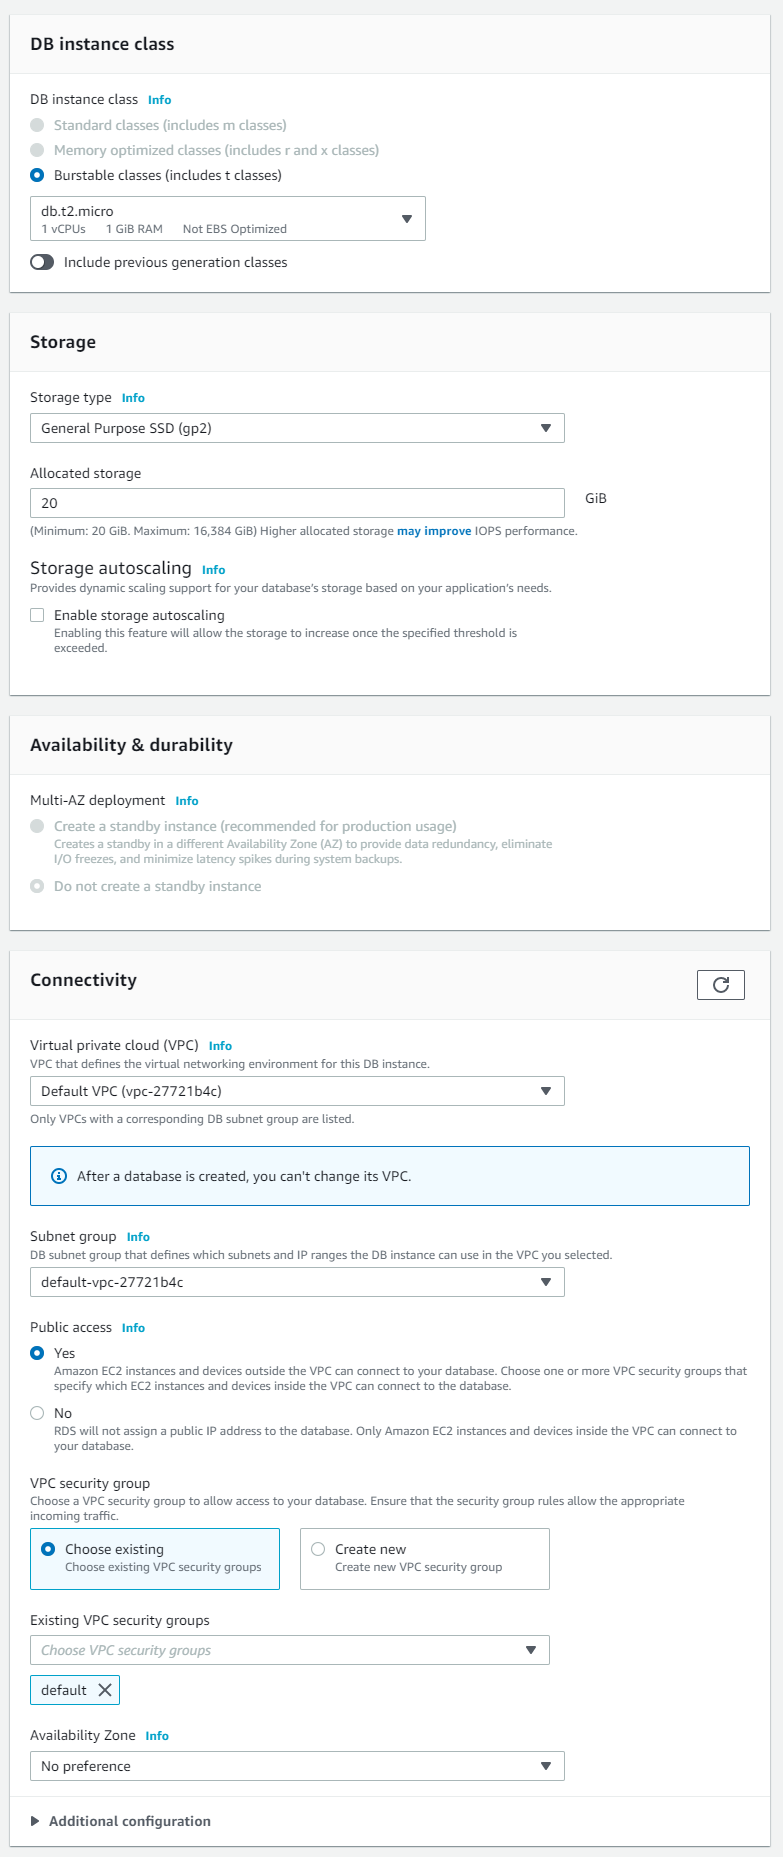 DB instance class
DB instance class Info
Standard classes (includes m classes)
Memory optimized classes (includes r and x classes)
Burstable classes (includes t classes)
db.t2.micro
1 vCPUs 1 GiB RAM Not EBS Optimized
Include previous generation classes
Storage
Storage type Info
General Purpose SSD (gp2)
Allocated storage
20
GiB
(Minimum: 20 GiB. Maximum: 16,384 GiB) Higher allocated storage may improve IOPS performance.
Storage autoscaling Info
Provides dynamic scaling support for your database's storage based on your application's needs.
Enable storage autoscaling
Enabling this feature will allow the storage to increase once the specified threshold is
exceeded.
Availability & durability
Multi-AZ deployment Info
Create a standby instance (recommended for production usage)
Creates a standby in a different Availability Zone (AZ) to provide data redundancy, eliminate
I/O freezes, and minimize latency spikes during system backups.
Do not create a standby instance
Connectivity
Virtual private cloud (VPC) Info
VPC that defines the virtual networking environment for this DB instance.
Default VPC (vpc-27721b4c)
Only VPCs with a corresponding DB subnet group are listed.
After a database is created, you can't change its VPC.
Subnet group Info
DB subnet group that defines which subnets and IP ranges the DB instance can use in the VPC you selected.
default-vpc-27721b4c
Public access Info
Yes
Amazon EC2 instances and devices outside the VPC can connect to your database. Choose one or more VPC security groups that
specify which EC2 instances and devices inside the VPC can connect to the database.
No
RDS will not assign a public IP address to the database. Only Amazon EC2 instances and devices inside the VPC can connect to
your database.
VPC security group
Choose a VPC security group to allow access to your database. Ensure that the security group rules allow the appropriate
incoming traffic.
Choose existing
Choose existing VPC security groups
Create new
Create new VPC security group
Existing VPC security groups
Choose VPC security groups
default
Availability Zone Info
No preference
Additional configuration